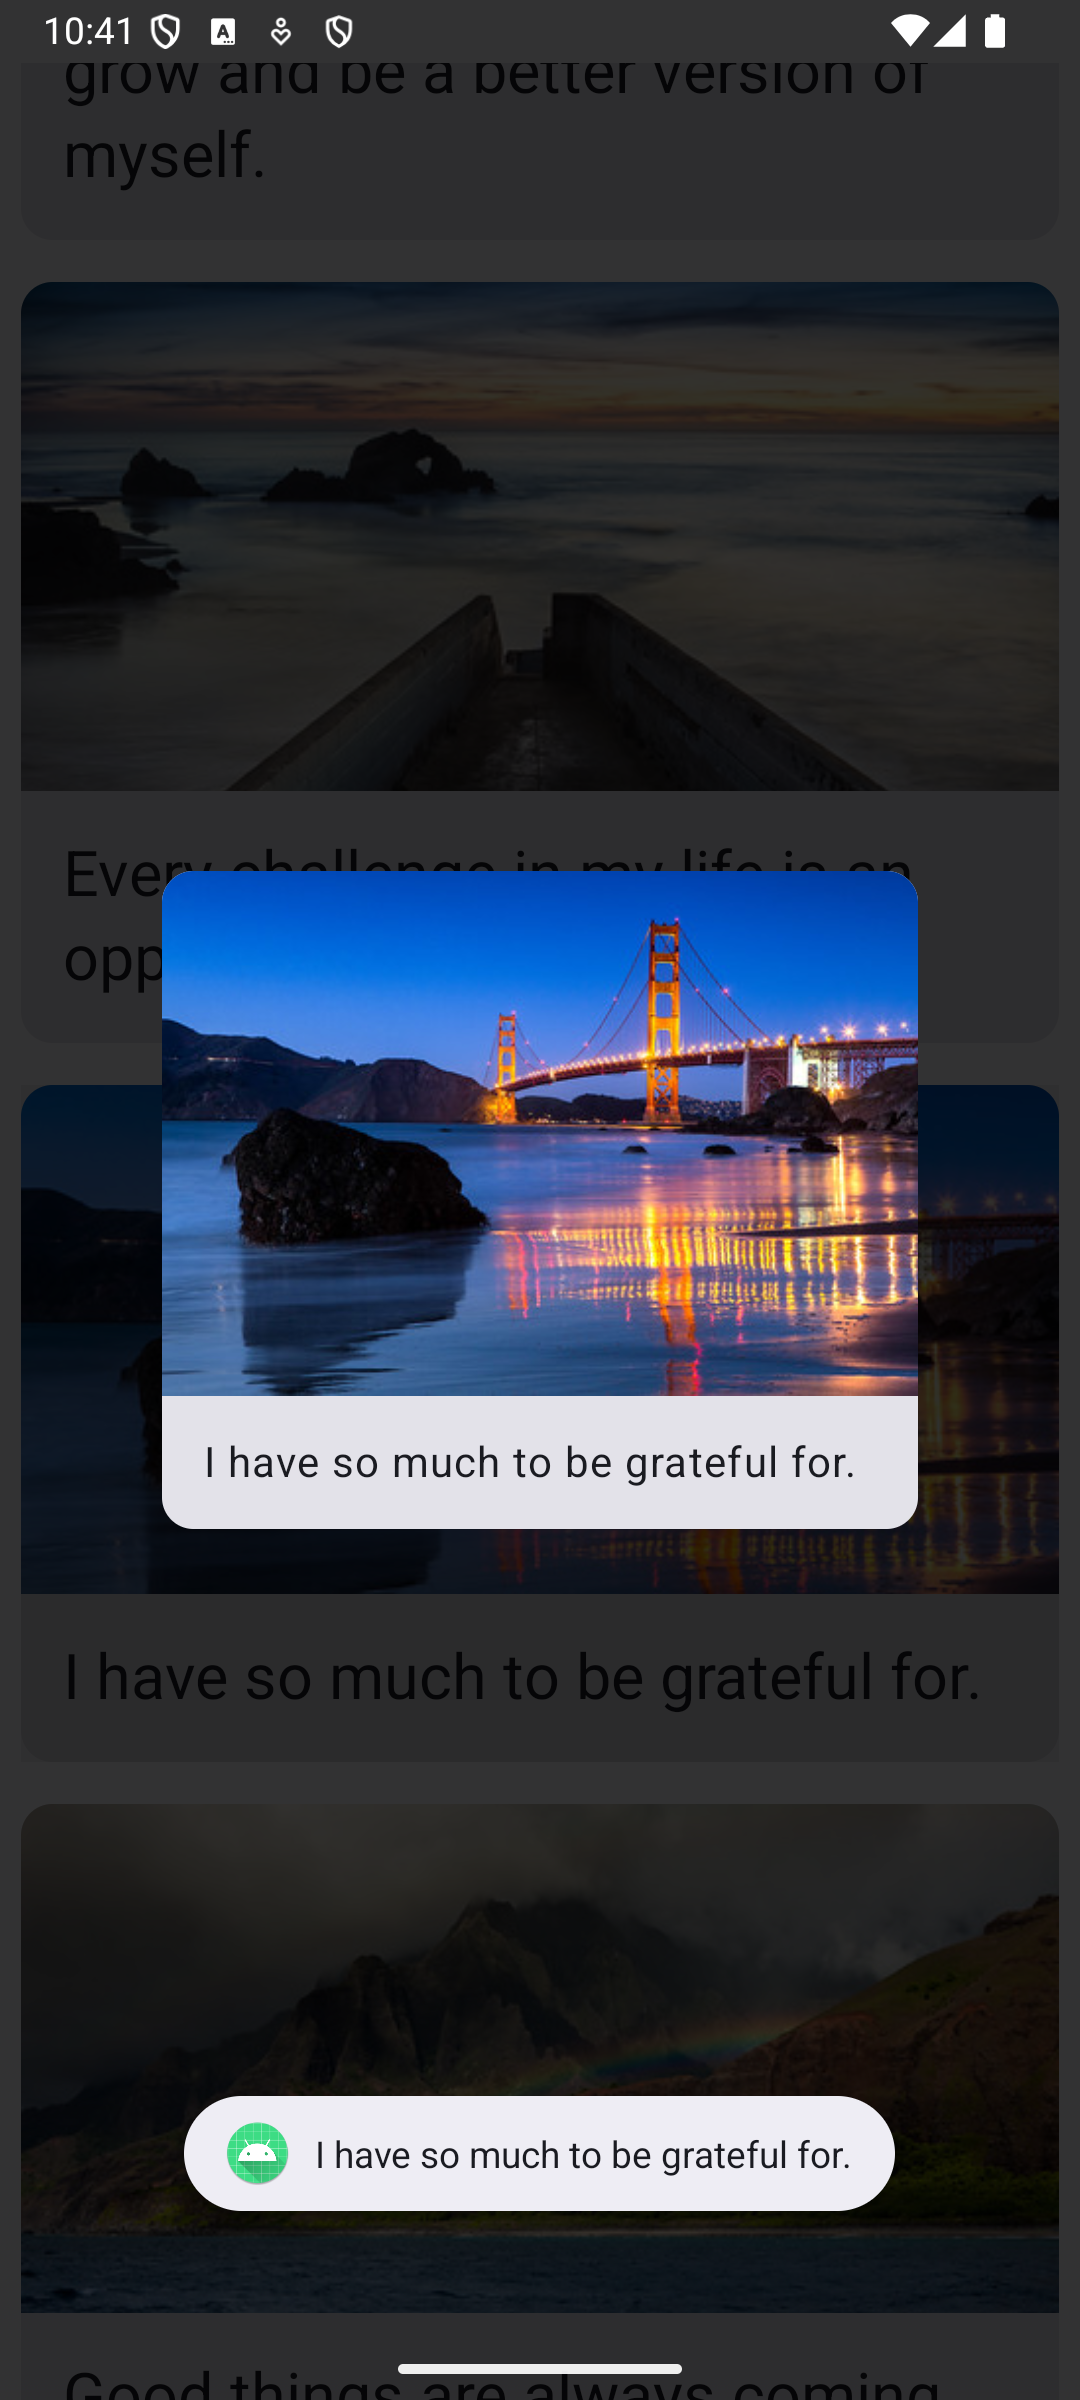 10:41
grow and be a better version of
myself.
Every challenge in my life is an
opp
I have so much to be grateful for.
I have so much to be grateful for.
I have so much to be grateful for.
Good things are always coming